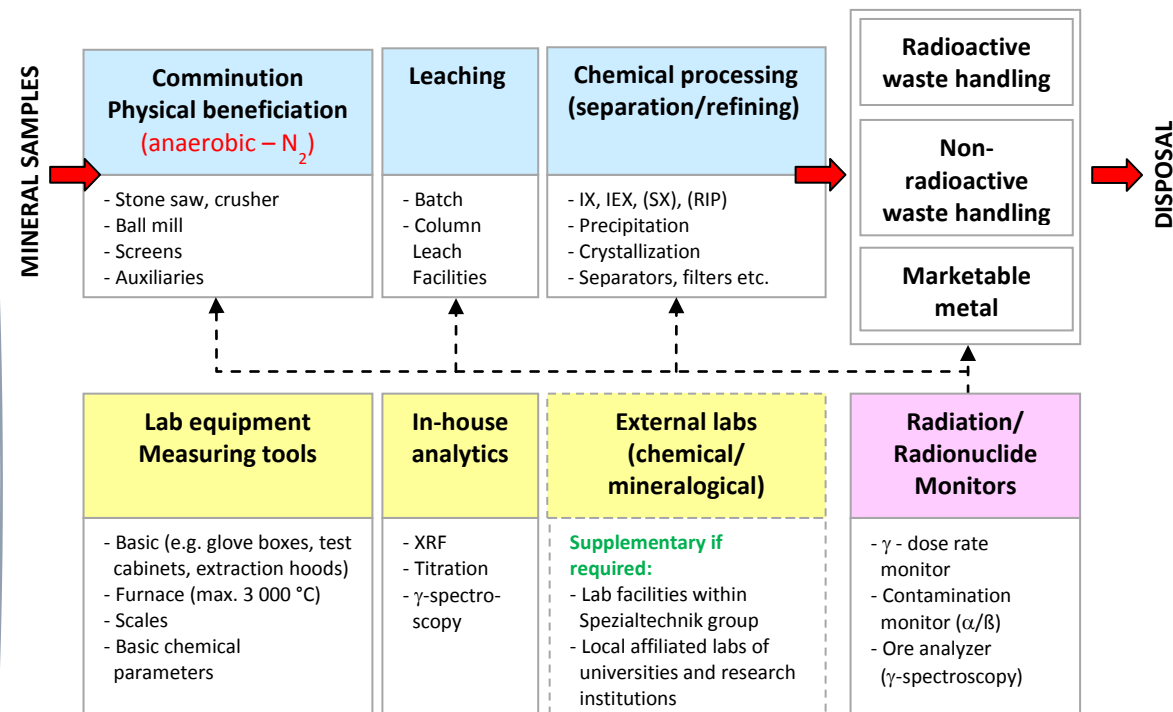 MINERAL SAMPLES
Comminution
Physical beneficiation
(anaerobic – N2)
- Stone saw, crusher
- Ball mill
- Screens
- Auxiliaries
Leaching
- Batch
- Column
Leach
Facilities
Chemical processing
(separation/refining)
- IX, IEX, (SX), (RIP)
- Precipitation
- Crystallization
- Separators, filters etc.
Radioactive
waste handling
Non-
radioactive
waste handling
Marketable
metal
DISPOSAL
Lab equipment
Measuring tools
- Basic (e.g. glove boxes, test
cabinets, extraction hoods)
- Furnace (max. 3 000 °C)
- Scales
- Basic chemical
parameters
In-house
analytics
- XRF
- Titration
- γ-spectro-
scopy
External labs
(chemical/
mineralogical)
Supplementary if
required:
- Lab facilities within
Spezialtechnik group
- Local affiliated labs of
universities and research
institutions
Radiation/
Radionuclide
Monitors
- γ - dose rate
monitor
- Contamination
monitor (α/ß)
- Ore analyzer
(γ-spectroscopy)